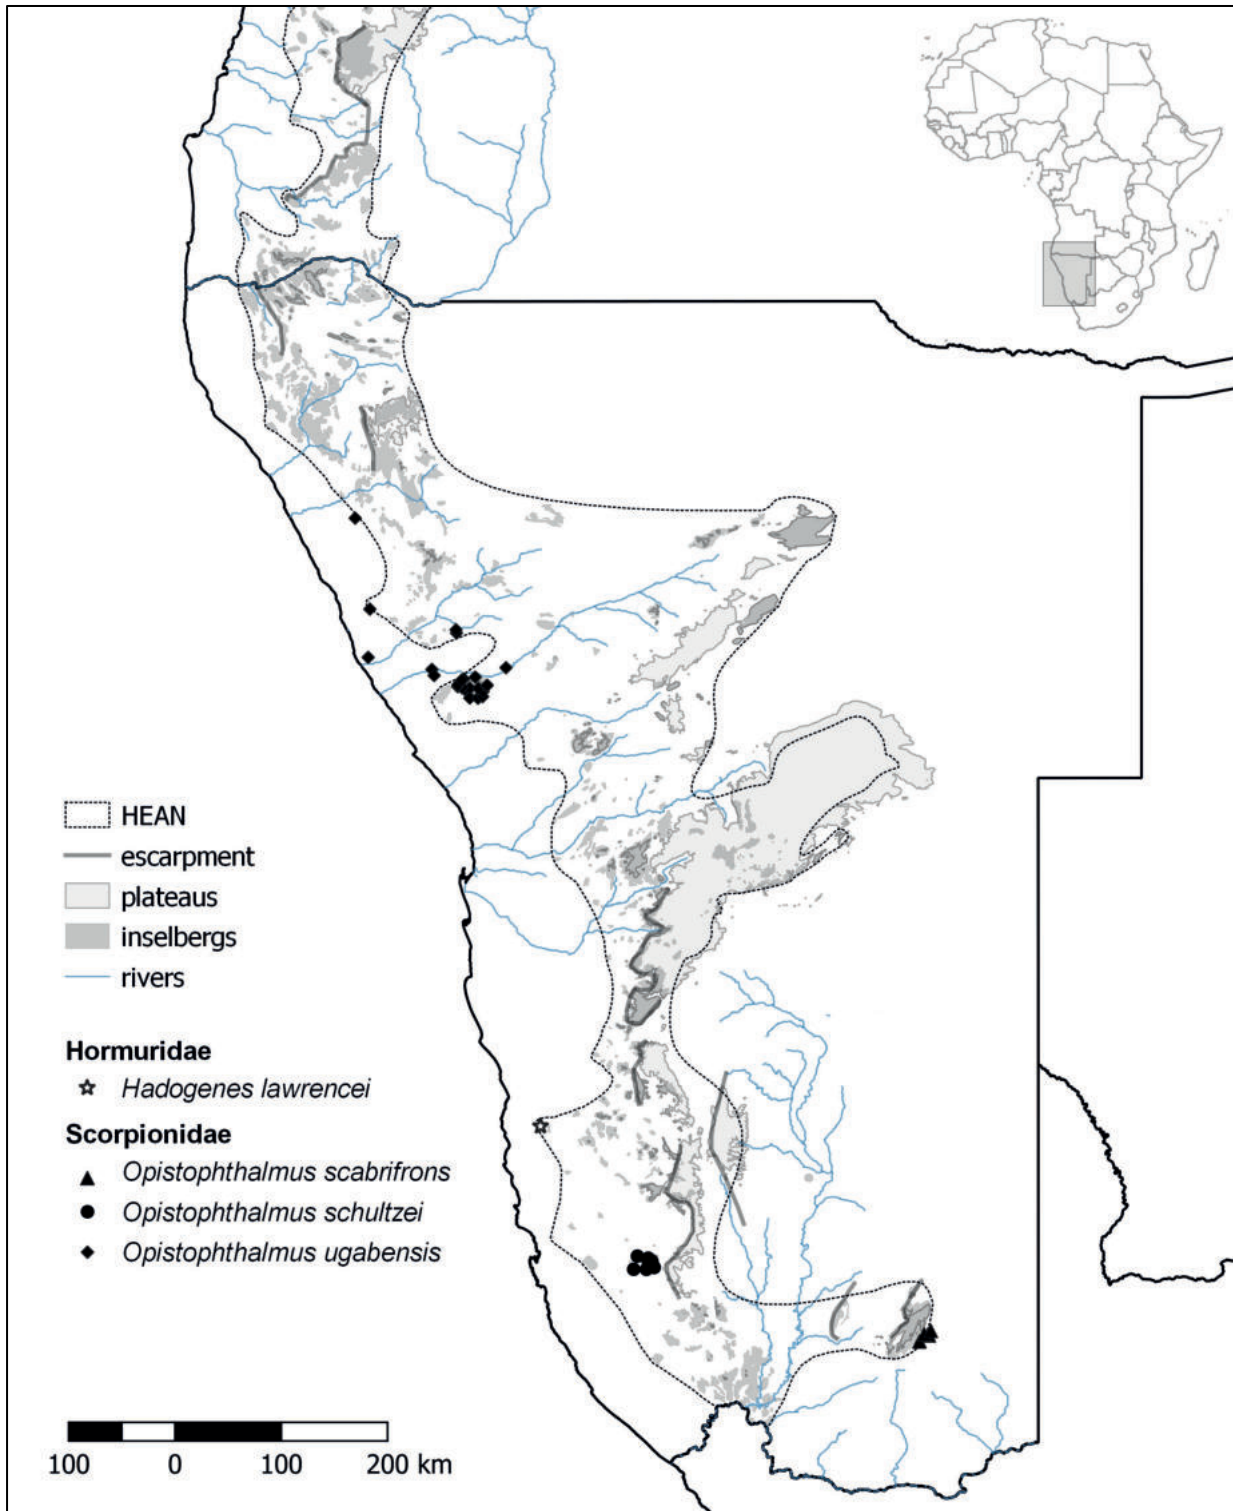 HEAN
escarpment
plateaus
inselbergs
rivers
Hormuridae
Hadogenes lawrencei
Scorpionidae
Opistophthalmus scabrifrons
Opistophthalmus schultzei
Opistophthalmus ugabensis
100 0 100 200 km